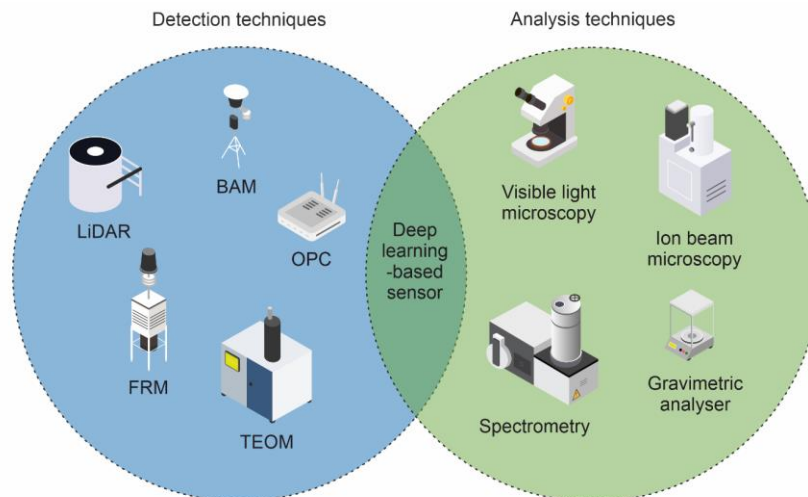 Detection techniques
Analysis techniques
BAM
LiDAR
OPC
FRM
TEOM
Deep
learning
-based
sensor
Visible light
microscopy
Ion beam
microscopy
Spectrometry
Gravimetric
analyser